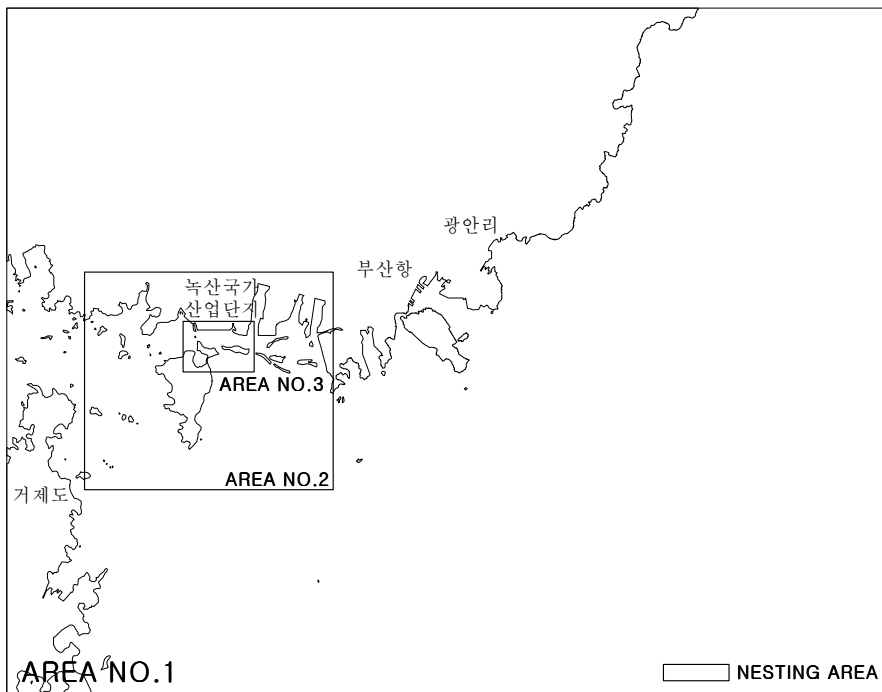 광안리
부산항
녹산국가
산업단지
AREA NO.3
AREA NO.2
거제도
AREA NO.1
NESTING AREA